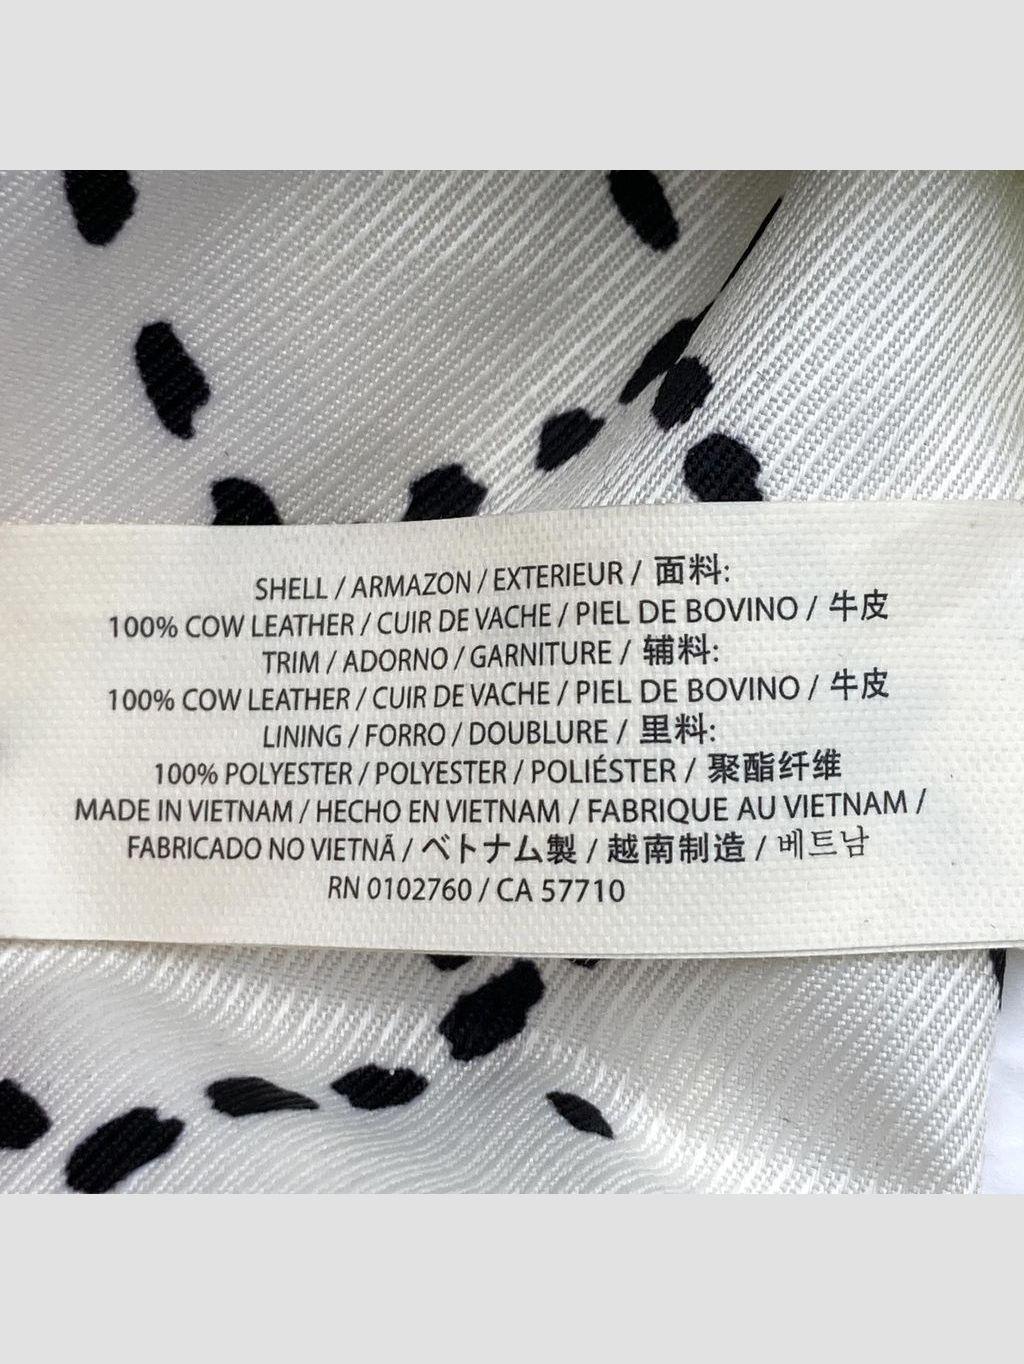 SHELL / ARMAZON / EXTERIEUR / 面料:
100% COW LEATHER / CUIR DE VACHE / PIEL DE BOVINO / 牛皮
TRIM / ADORNO / GARNITURE / 辅料:
100% COW LEATHER / CUIR DE VACHE / PIEL DE BOVINO / 牛皮
LINING / FORRO / DOUBLURE / 里料:
100% POLYESTER / POLYESTER / POLIÉSTER / 聚酯纤维
MADE IN VIETNAM / HECHO EN VIETNAM / FABRIQUE AU VIETNAM /
FABRICADO NO VIETNÃ / ベトナム製 / 越南制造 / 베트남
RN 0102760 / CA 57710